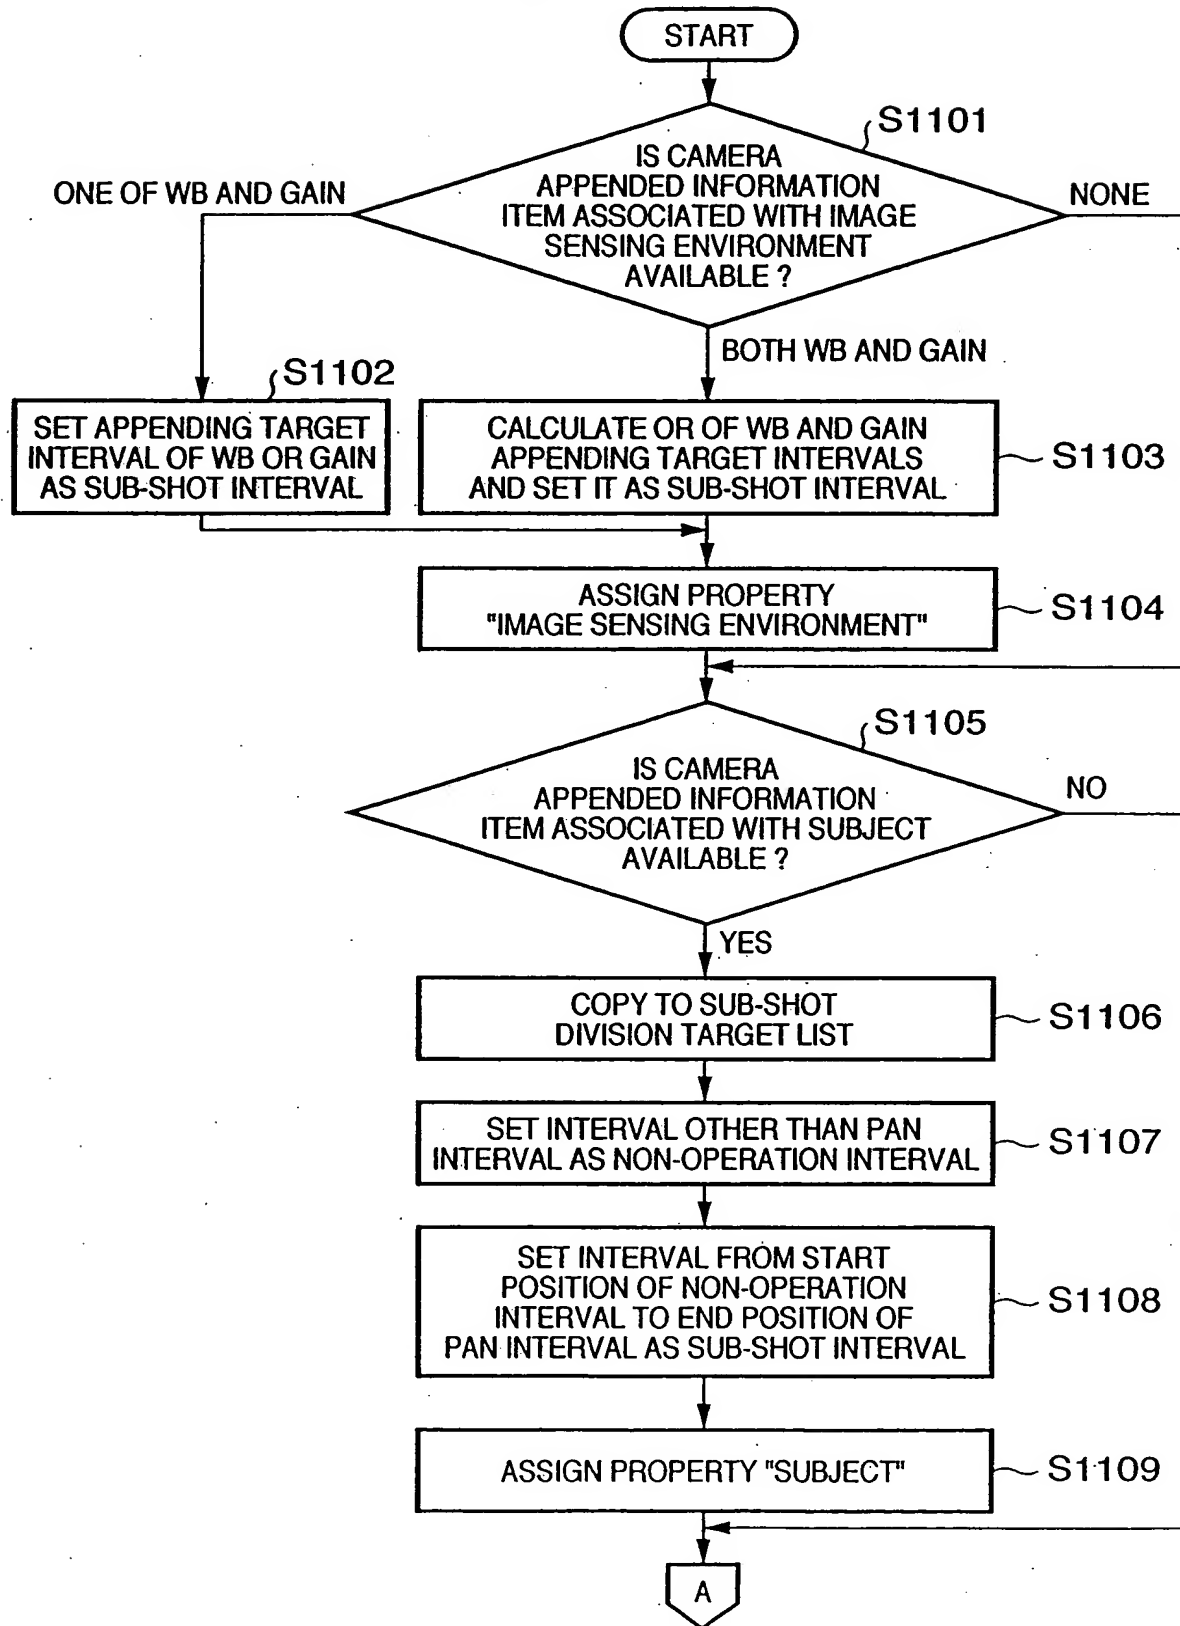 START
S1101
IS CAMERA
APPENDED INFORMATION
ITEM ASSOCIATED WITH IMAGE
SENSING ENVIRONMENT
AVAILABLE ?
ONE OF WB AND GAIN
NONE
BOTH WB AND GAIN
S1102
SET APPENDING TARGET
INTERVAL OF WB OR GAIN
AS SUB-SHOT INTERVAL
CALCULATE OR OF WB AND GAIN
APPENDING TARGET INTERVALS
AND SET IT AS SUB-SHOT INTERVAL
S1103
ASSIGN PROPERTY
"IMAGE SENSING ENVIRONMENT"
S1104
S1105
IS CAMERA
APPENDED INFORMATION
ITEM ASSOCIATED WITH SUBJECT
AVAILABLE ?
NO
YES
COPY TO SUB-SHOT
DIVISION TARGET LIST
S1106
SET INTERVAL OTHER THAN PAN
INTERVAL AS NON-OPERATION INTERVAL
S1107
SET INTERVAL FROM START
POSITION OF NON-OPERATION
INTERVAL TO END POSITION OF
PAN INTERVAL AS SUB-SHOT INTERVAL
S1108
ASSIGN PROPERTY "SUBJECT"
S1109
A